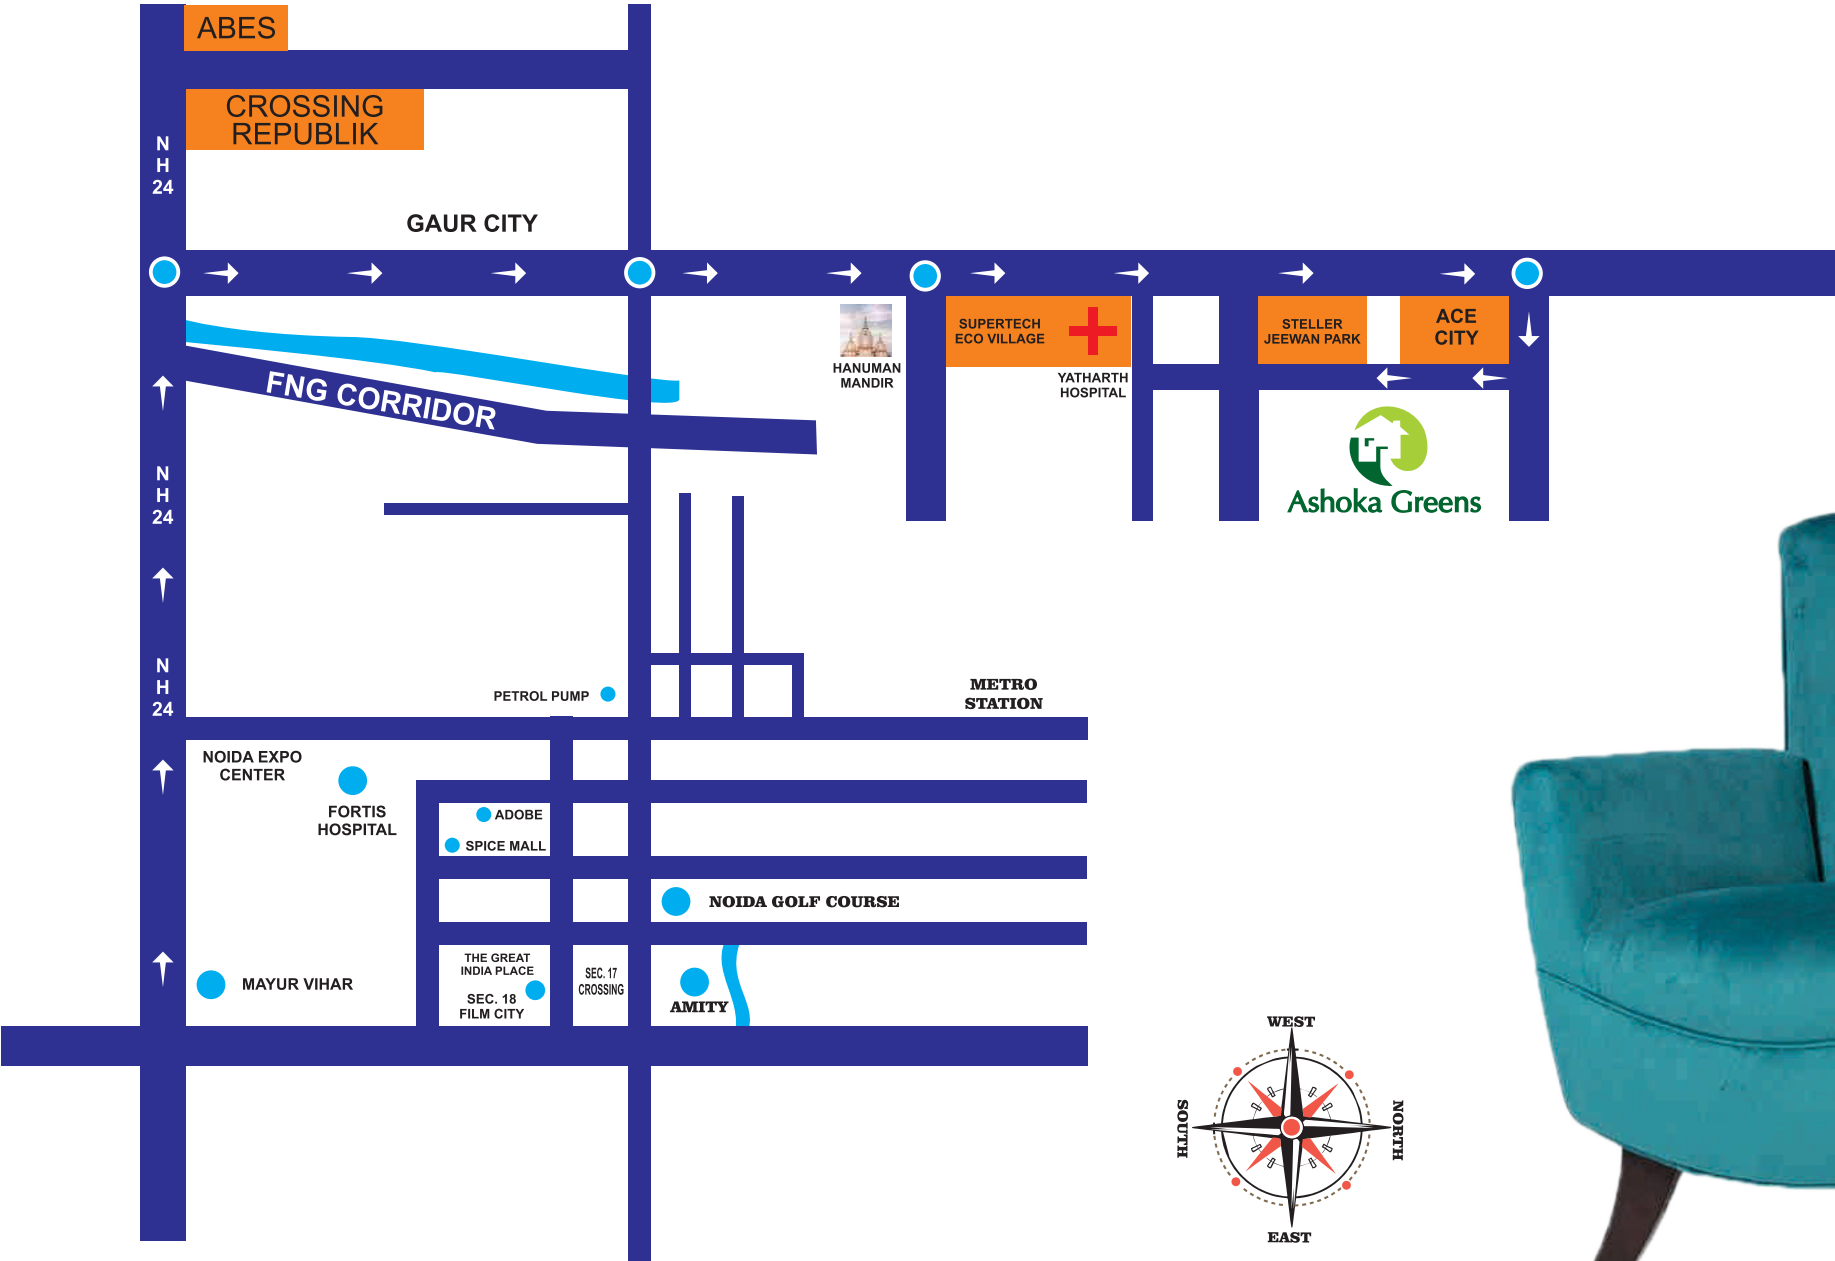 ABES
CROSSING
REPUBLIK
N
H
24
GAUR CITY
HANUMAN
MANDIR
SUPERTECH
ECO VILLAGE
YATHARTH
HOSPITAL
STELLER
JEEWAN PARK
ACE
CITY
FNG CORRIDOR
Ashoka Greens
N
H
24
N
H
24
PETROL PUMP
METRO
STATION
NOIDA EXPO
CENTER
FORTIS
HOSPITAL
ADOBE
SPICE MALL
NOIDA GOLF COURSE
MAYUR VIHAR
THE GREAT
INDIA PLACE
SEC. 18
FILM CITY
SEC. 17
CROSSING
AMITY
WEST
SOUTH
NORTH
EAST